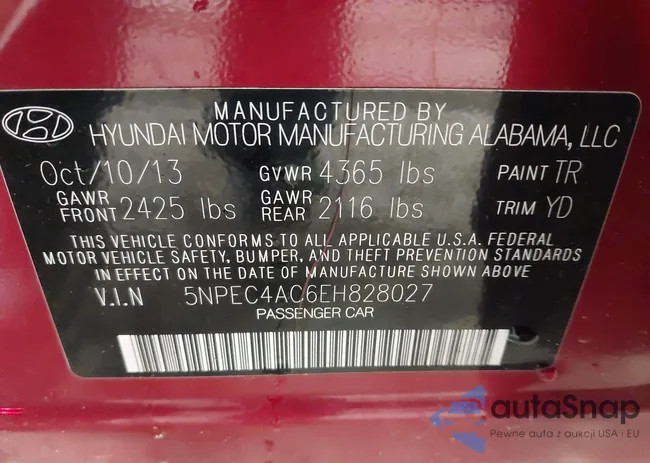 MANUFACTURED BY
HYUNDAI MOTOR MANUFACTURING ALABAMA, LLC
Oct/10/13 GVWR 4365 lbs PAINT TR
GAWR FRONT 2425 lbs GAWR REAR 2116 lbs TRIM YD
THIS VEHICLE CONFORMS TO ALL APPLICABLE U.S.A. FEDERAL
MOTOR VEHICLE SAFETY, BUMPER, AND THEFT PREVENTION STANDARDS
IN EFFECT ON THE DATE OF MANUFACTURE SHOWN ABOVE
V.I.N 5NPEC4AC6EH828027
PASSENGER CAR
autaSnap
Pewne auta z aukcji USA i EU